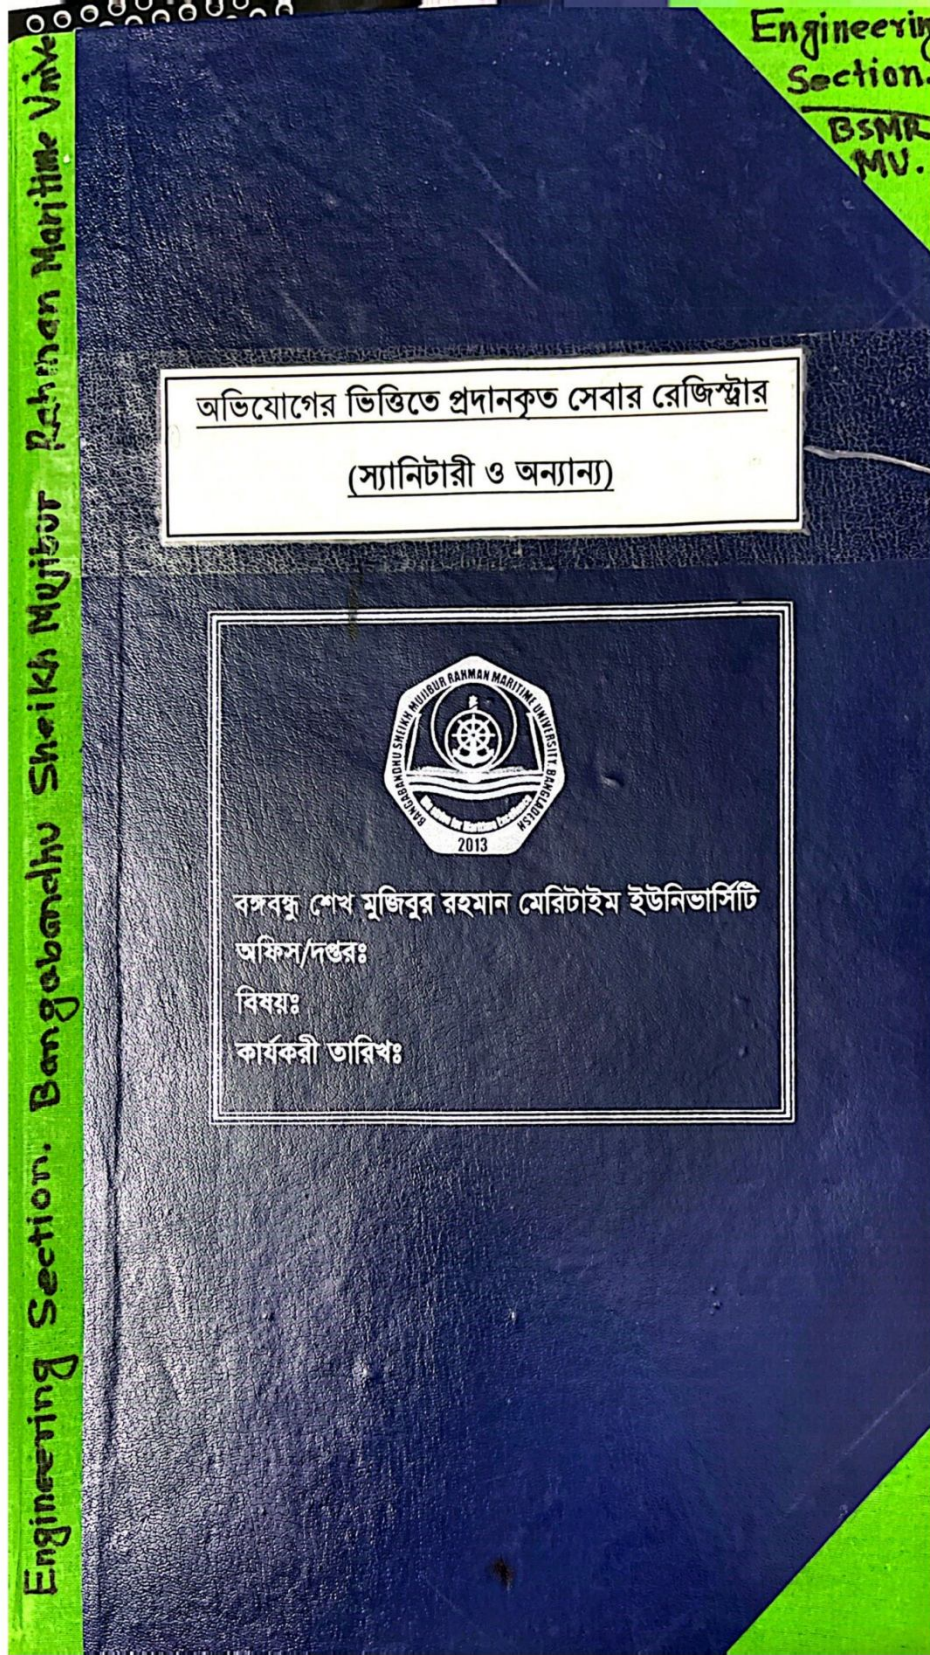 Engineerin
Section.
BSMR
MU.
Engineering Section. Bangabandhu Sheikh Mujibur Rahman Maritime Unive
অভিযোগের ভিত্তিতে প্রদানকৃত সেবার রেজিস্ট্রার
(স্যানিটারী ও অন্যান্য)
BANGABANDHU SHEIKH MUJIBUR RAHMAN MARITIME UNIVERSITY, BANGLADESH
2013
বঙ্গবন্ধু শেখ মুজিবুর রহমান মেরিটাইম ইউনিভার্সিটি
অফিস/দপ্তরঃ
বিষয়ঃ
কার্যকরী তারিখঃ